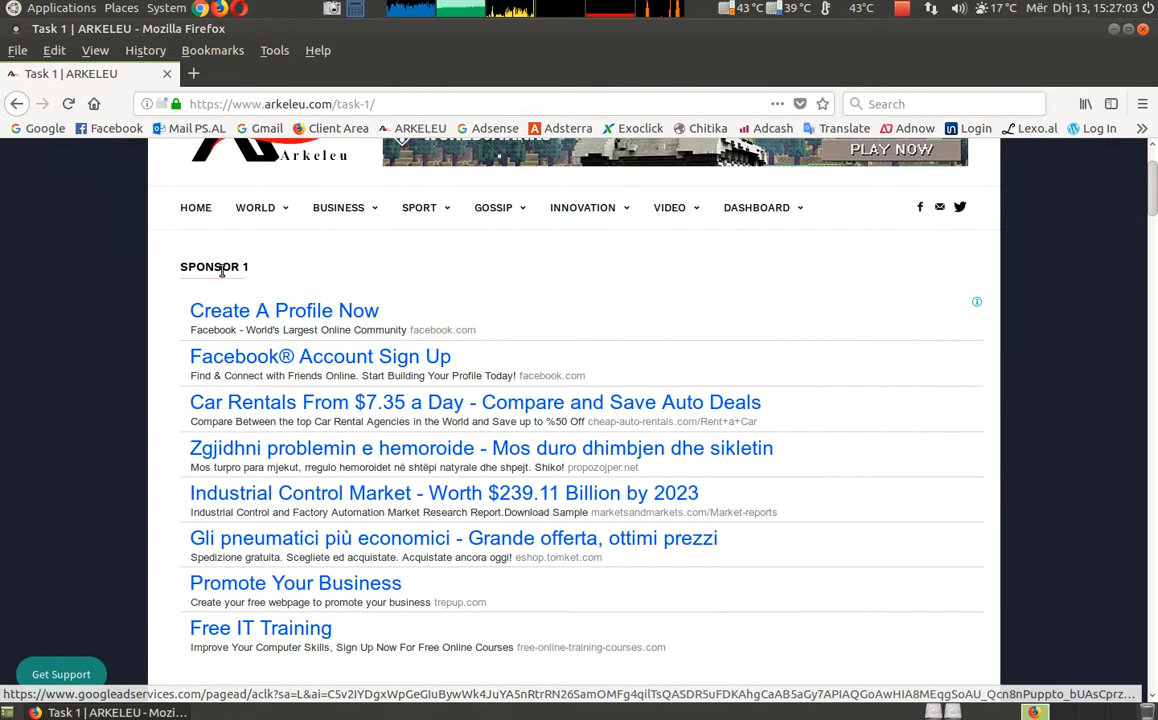 Applications Places System 43°C 39°C 43°C 17°C Mër Dhj 13, 15:27:03
Task 1 | ARKELEU - Mozilla Firefox
File Edit View History Bookmarks Tools Help
Task 1 | ARKELEU
https://www.arkeleu.com/task-1/ Search
Google Facebook Mail PS.AL Gmail Client Area ARKELEU Adsense Adsterra Exoclick Chitika Adcash Translate Adnow Login Lexo.al Log In
Arkeleu PLAY NOW
HOME WORLD BUSINESS SPORT GOSSIP INNOVATION VIDEO DASHBOARD
SPONSOR 1
Create A Profile Now
Facebook - World's Largest Online Community facebook.com
Facebook® Account Sign Up
Find & Connect with Friends Online. Start Building Your Profile Today! facebook.com
Car Rentals From $7.35 a Day - Compare and Save Auto Deals
Compare Between the top Car Rental Agencies in the World and Save up to %50 Off cheap-auto-rentals.com/Rent+a+Car
Zgjidhni problemin e hemoroide - Mos duro dhimbjen dhe sikletin
Mos turpro para mjekut, rregullo hemoroidet në shtëpi natyrale dhe shpejt. Shiko! propozojper.net
Industrial Control Market - Worth $239.11 Billion by 2023
Industrial Control and Factory Automation Market Research Report.Download Sample marketsandmarkets.com/Market-reports
Gli pneumatici più economici - Grande offerta, ottimi prezzi
Spedizione gratuita. Scegliete ed acquistate. Acquistate ancora oggi! eshop.tomket.com
Promote Your Business
Create your free webpage to promote your business trepup.com
Free IT Training
Improve Your Computer Skills, Sign Up Now For Free Online Courses free-online-training-courses.com
Get Support
Task 1 | ARKELEU - Mozi...